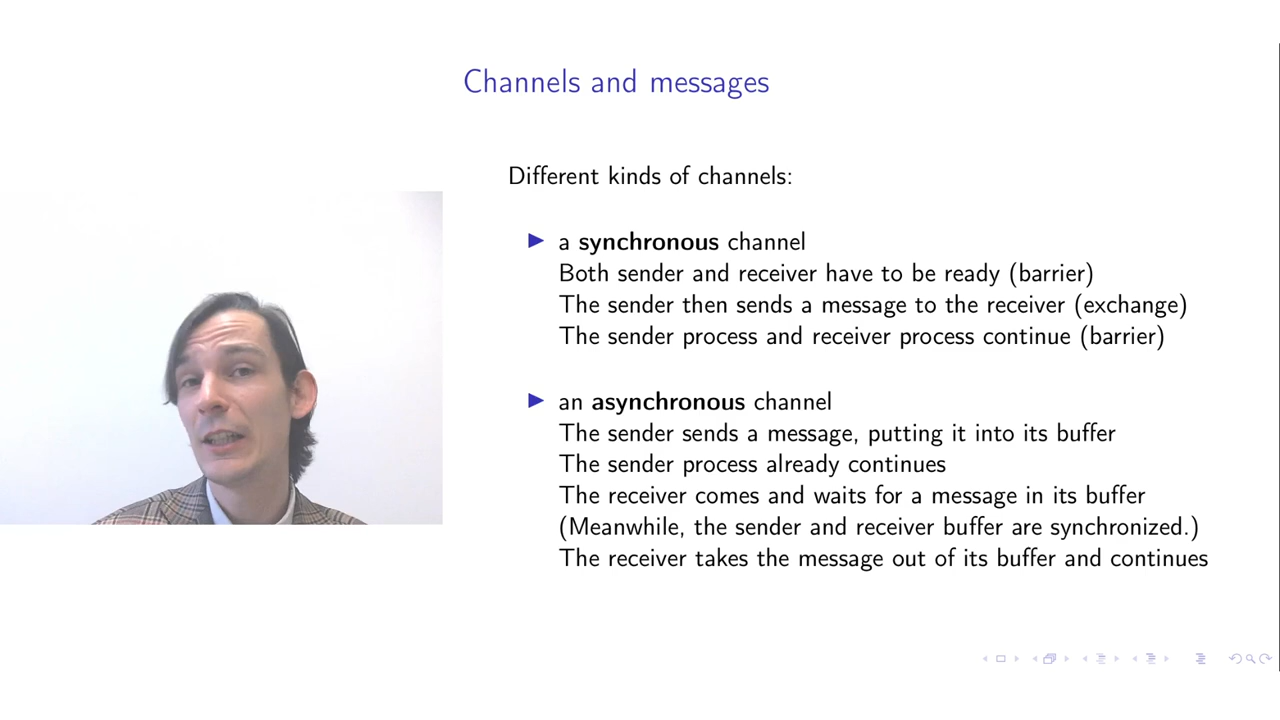 Channels and messages
Different kinds of channels:
a synchronous channel
Both sender and receiver have to be ready (barrier)
The sender then sends a message to the receiver (exchange)
The sender process and receiver process continue (barrier)
an asynchronous channel
The sender sends a message, putting it into its buffer
The sender process already continues
The receiver comes and waits for a message in its buffer
(Meanwhile, the sender and receiver buffer are synchronized.)
The receiver takes the message out of its buffer and continues